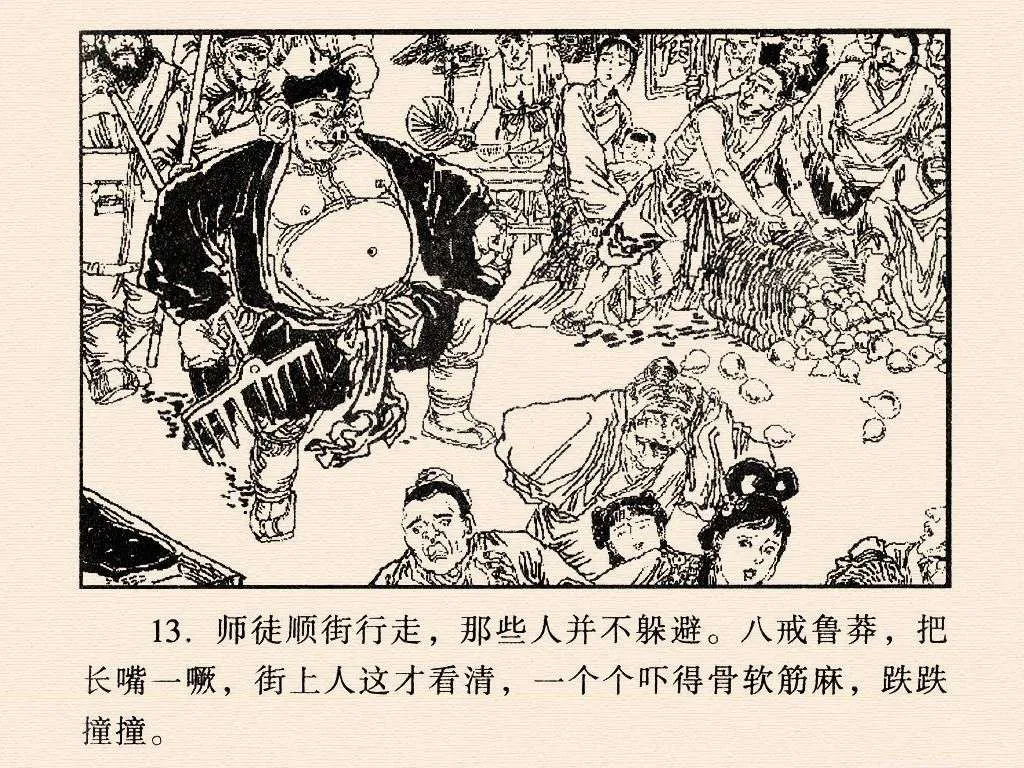 13. 师徒顺街行走，那些人并不躲避。八戒鲁莽，把
长嘴一噘，街上人这才看清，一个个吓得骨软筋麻，跌跌
撞撞。